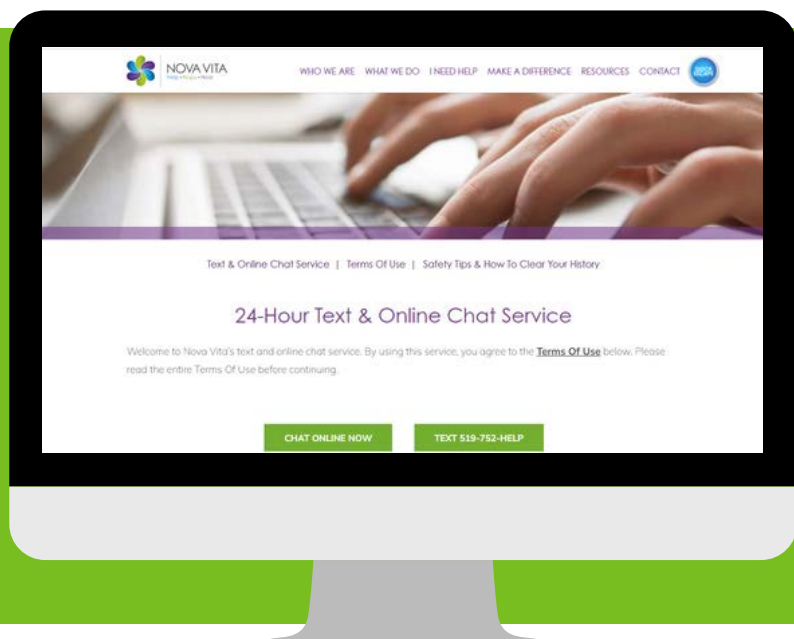 NOVA VITA
WHO WE ARE WHAT WE DO I NEED HELP MAKE A DIFFERENCE RESOURCES CONTACT
Text & Online Chat Service | Terms Of Use | Safety Tips & How To Clear Your History
24-Hour Text & Online Chat Service
Welcome to Nova Vita's text and online chat service. By using this service, you agree to the Terms Of Use below. Please
read the entire Terms Of Use before continuing.
CHAT ONLINE NOW TEXT 519-752-HELP